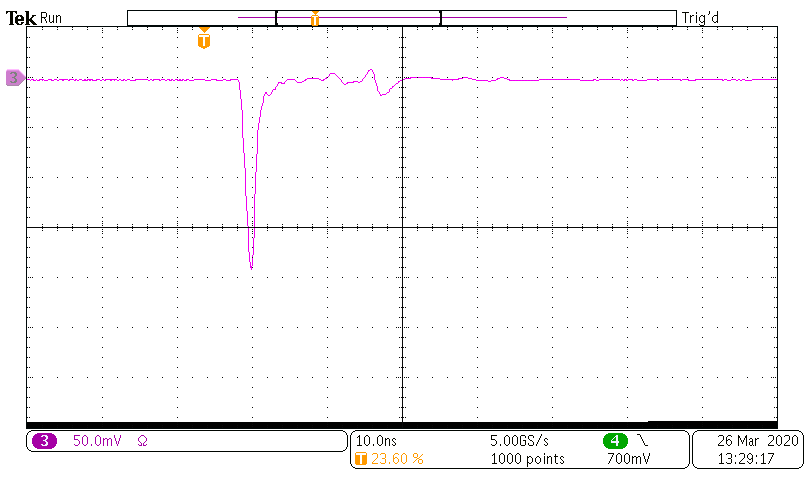 Tek Run Trig'd
T
T
3
3 50.0mV Ω
10.0ns 5.00GS/s 4 26 Mar 2020
T 23.60 % 1000 points 700mV 13:29:17